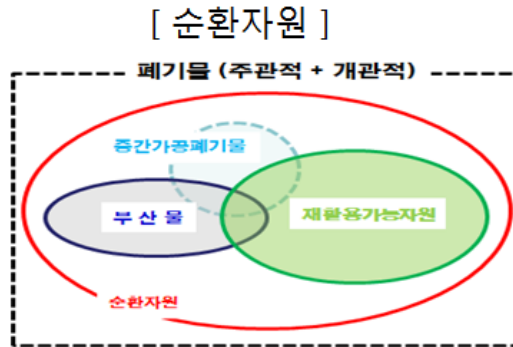 [ 순환자원 ]
폐기물 (주관적 + 개관적)
중간가공폐기물
부 산 물
재활용가능자원
순환자원